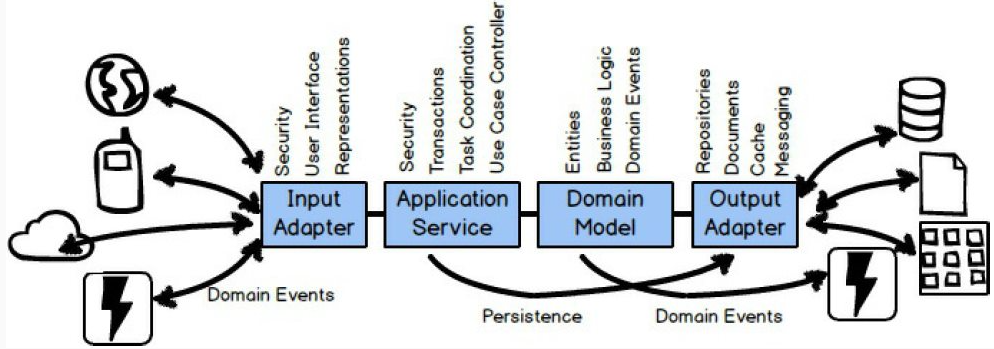 Security
User Interface
Representations
Security
Transactions
Task Coordination
Use Case Controller
Entities
Business Logic
Domain Events
Repositories
Documents
Cache
Messaging
Input
Adapter
Application
Service
Domain
Model
Output
Adapter
Domain Events
Persistence
Domain Events